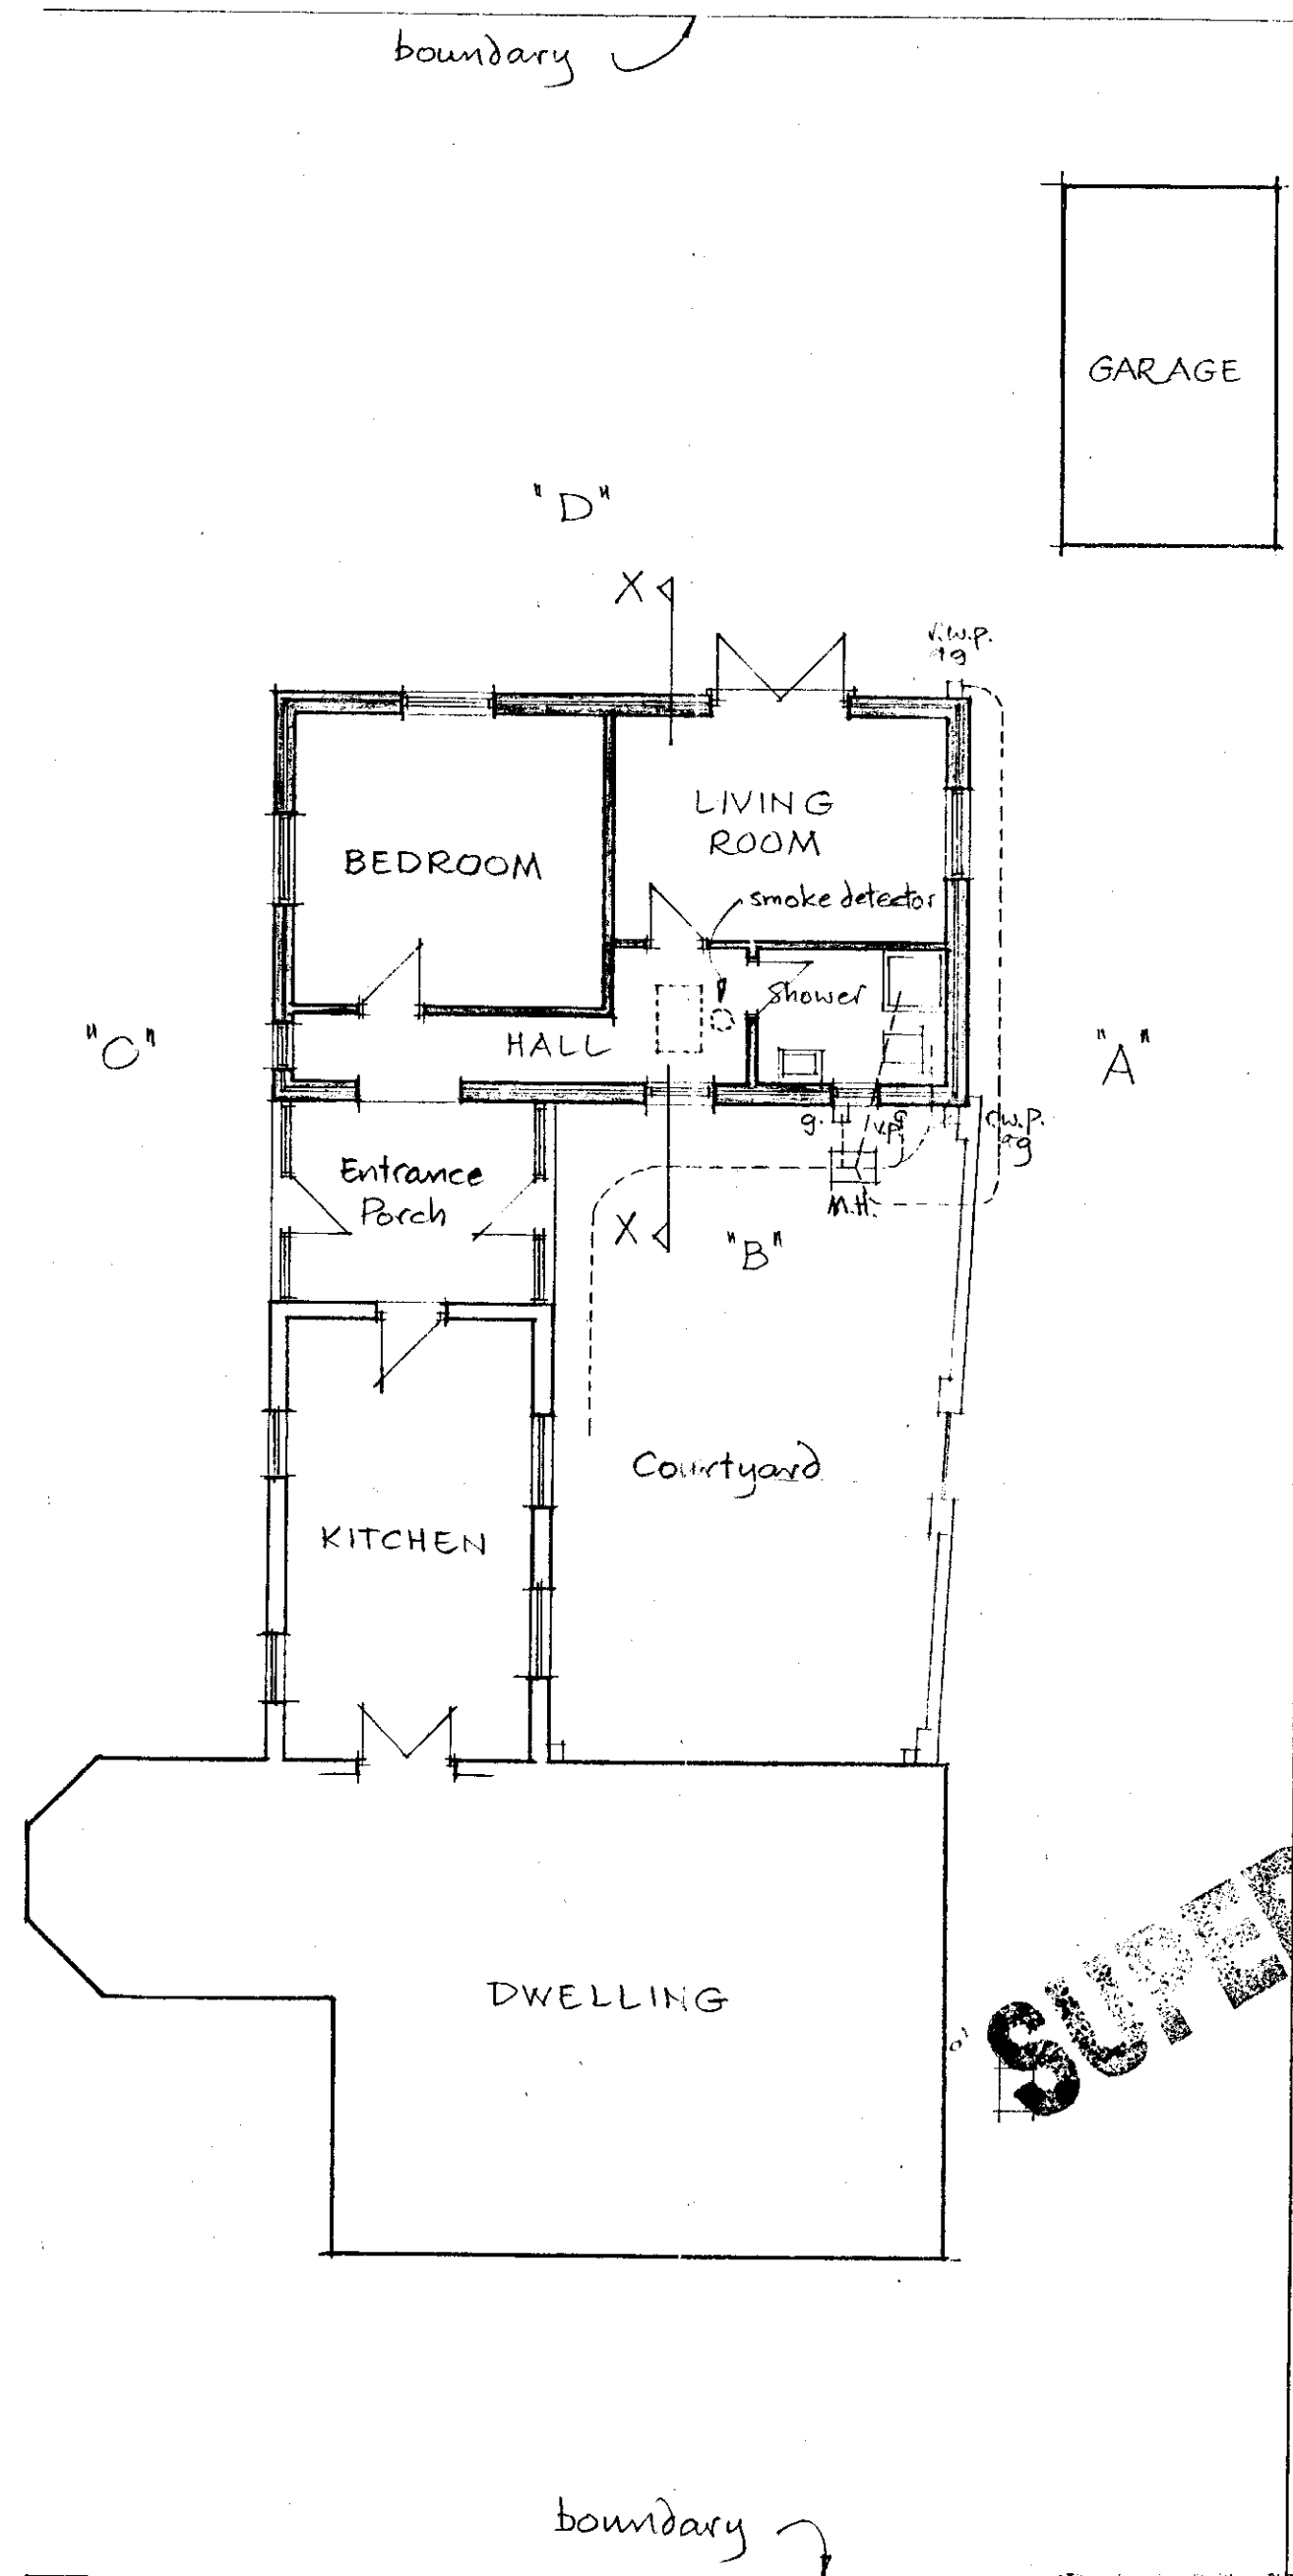 boundary
GARAGE
"D"
X
r.w.p.
g
LIVING
ROOM
BEDROOM
smoke detector
Shower
HALL
"C"
"A"
g.
v.p.
r.w.p.
g
Entrance
Porch
M.H.
X
"B"
Courtyard
KITCHEN
DWELLING
SUPE
boundary